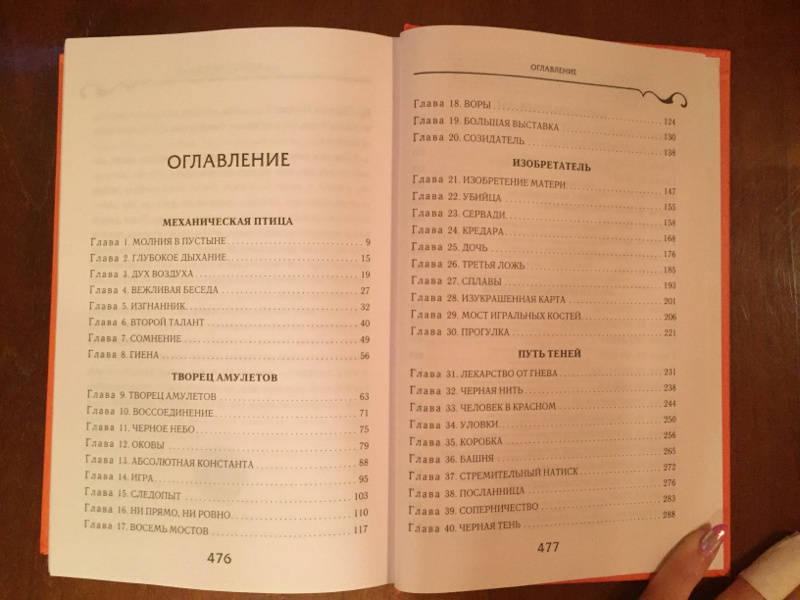 ОГЛАВЛЕНИЕ
МЕХАНИЧЕСКАЯ ПТИЦА
Глава 1. МОЛНИЯ В ПУСТЫНЕ 9
Глава 2. ГЛУБОКОЕ ДЫХАНИЕ 15
Глава 3. ДУХ ВОЗДУХА 19
Глава 4. ВЕЖЛИВАЯ БЕСЕДА 27
Глава 5. ИЗГНАННИК 32
Глава 6. ВТОРОЙ ТАЛАНТ 40
Глава 7. СОМНЕНИЕ 49
Глава 8. ГИЕНА 56
ТВОРЕЦ АМУЛЕТОВ
Глава 9. ТВОРЕЦ АМУЛЕТОВ 63
Глава 10. ВОССОЕДИНЕНИЕ 71
Глава 11. ЧЕРНОЕ НЕБО 75
Глава 12. ОКОВЫ 79
Глава 13. АБСОЛЮТНАЯ КОНСТАНТА 88
Глава 14. ИГРА 95
Глава 15. СЛЕДОПЫТ 103
Глава 16. НИ ПРЯМО, НИ РОВНО 110
Глава 17. ВОСЕМЬ МОСТОВ 117
476
ОГЛАВЛЕНИЕ
Глава 18. ВОРЫ 124
Глава 19. БОЛЬШАЯ ВЫСТАВКА 130
Глава 20. СОЗИДАТЕЛЬ 138
ИЗОБРЕТАТЕЛЬ
Глава 21. ИЗОБРЕТЕНИЕ МАТЕРИ 147
Глава 22. УБИЙЦА 155
Глава 23. СЕРВАДИ 158
Глава 24. КРЕДАРА 168
Глава 25. ДОЧЬ 176
Глава 26. ТРЕТЬЯ ЛОЖЬ 185
Глава 27. СПЛАВЫ 193
Глава 28. ИЗУКРАШЕННАЯ КАРТА 201
Глава 29. МОСТ ИГРАЛЬНЫХ КОСТЕЙ 206
Глава 30. ПРОГУЛКА 221
ПУТЬ ТЕНЕЙ
Глава 31. ЛЕКАРСТВО ОТ ГНЕВА 231
Глава 32. ЧЕРНАЯ НИТЬ 238
Глава 33. ЧЕЛОВЕК В КРАСНОМ 244
Глава 34. УЛОВКИ 250
Глава 35. КОРОБКА 256
Глава 36. БАШНЯ 265
Глава 37. СТРЕМИТЕЛЬНЫЙ НАТИСК 272
Глава 38. ПОСЛАННИЦА 276
Глава 39. СОПЕРНИЧЕСТВО 283
Глава 40. ЧЕРНАЯ ТЕНЬ 288
477